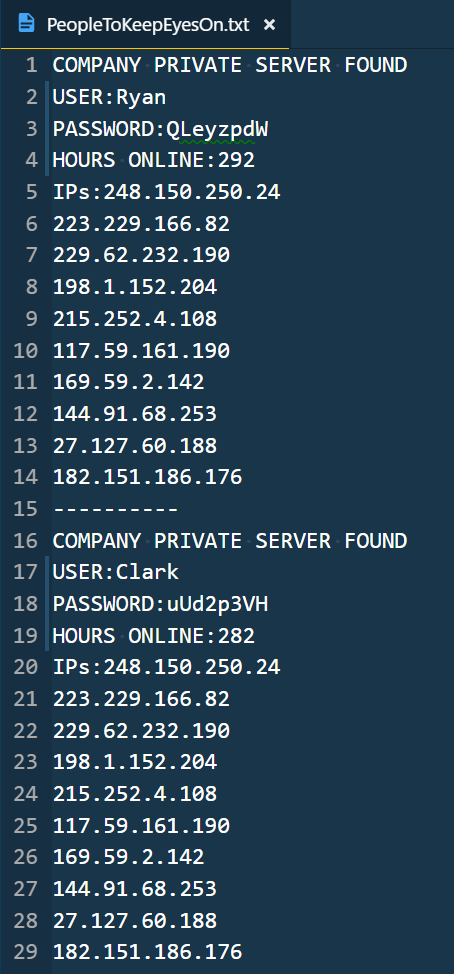 PeopleToKeepEyesOn.txt ×
1 COMPANY PRIVATE SERVER FOUND
2 USER:Ryan
3 PASSWORD:QLeyzpdW
4 HOURS ONLINE:292
5 IPs:248.150.250.24
6 223.229.166.82
7 229.62.232.190
8 198.1.152.204
9 215.252.4.108
10 117.59.161.190
11 169.59.2.142
12 144.91.68.253
13 27.127.60.188
14 182.151.186.176
15 ----------
16 COMPANY PRIVATE SERVER FOUND
17 USER:Clark
18 PASSWORD:uUd2p3VH
19 HOURS ONLINE:282
20 IPs:248.150.250.24
21 223.229.166.82
22 229.62.232.190
23 198.1.152.204
24 215.252.4.108
25 117.59.161.190
26 169.59.2.142
27 144.91.68.253
28 27.127.60.188
29 182.151.186.176